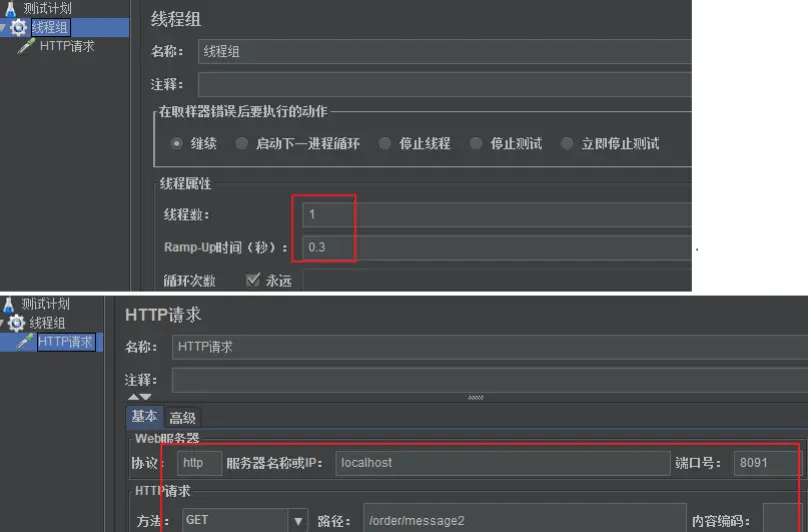 测试计划
线程组
HTTP请求
线程组
名称： 线程组
注释：
在取样器错误后要执行的动作
继续 启动下一进程循环 停止线程 停止测试 立即停止测试
线程属性
线程数： 1
Ramp-Up时间（秒）： 0.3
循环次数 永远
测试计划
线程组
HTTP请求
HTTP请求
名称： HTTP请求
注释：
基本 高级
Web服务器
协议： http 服务器名称或IP： localhost 端口号： 8091
HTTP请求
方法： GET 路径： /order/message2 内容编码：